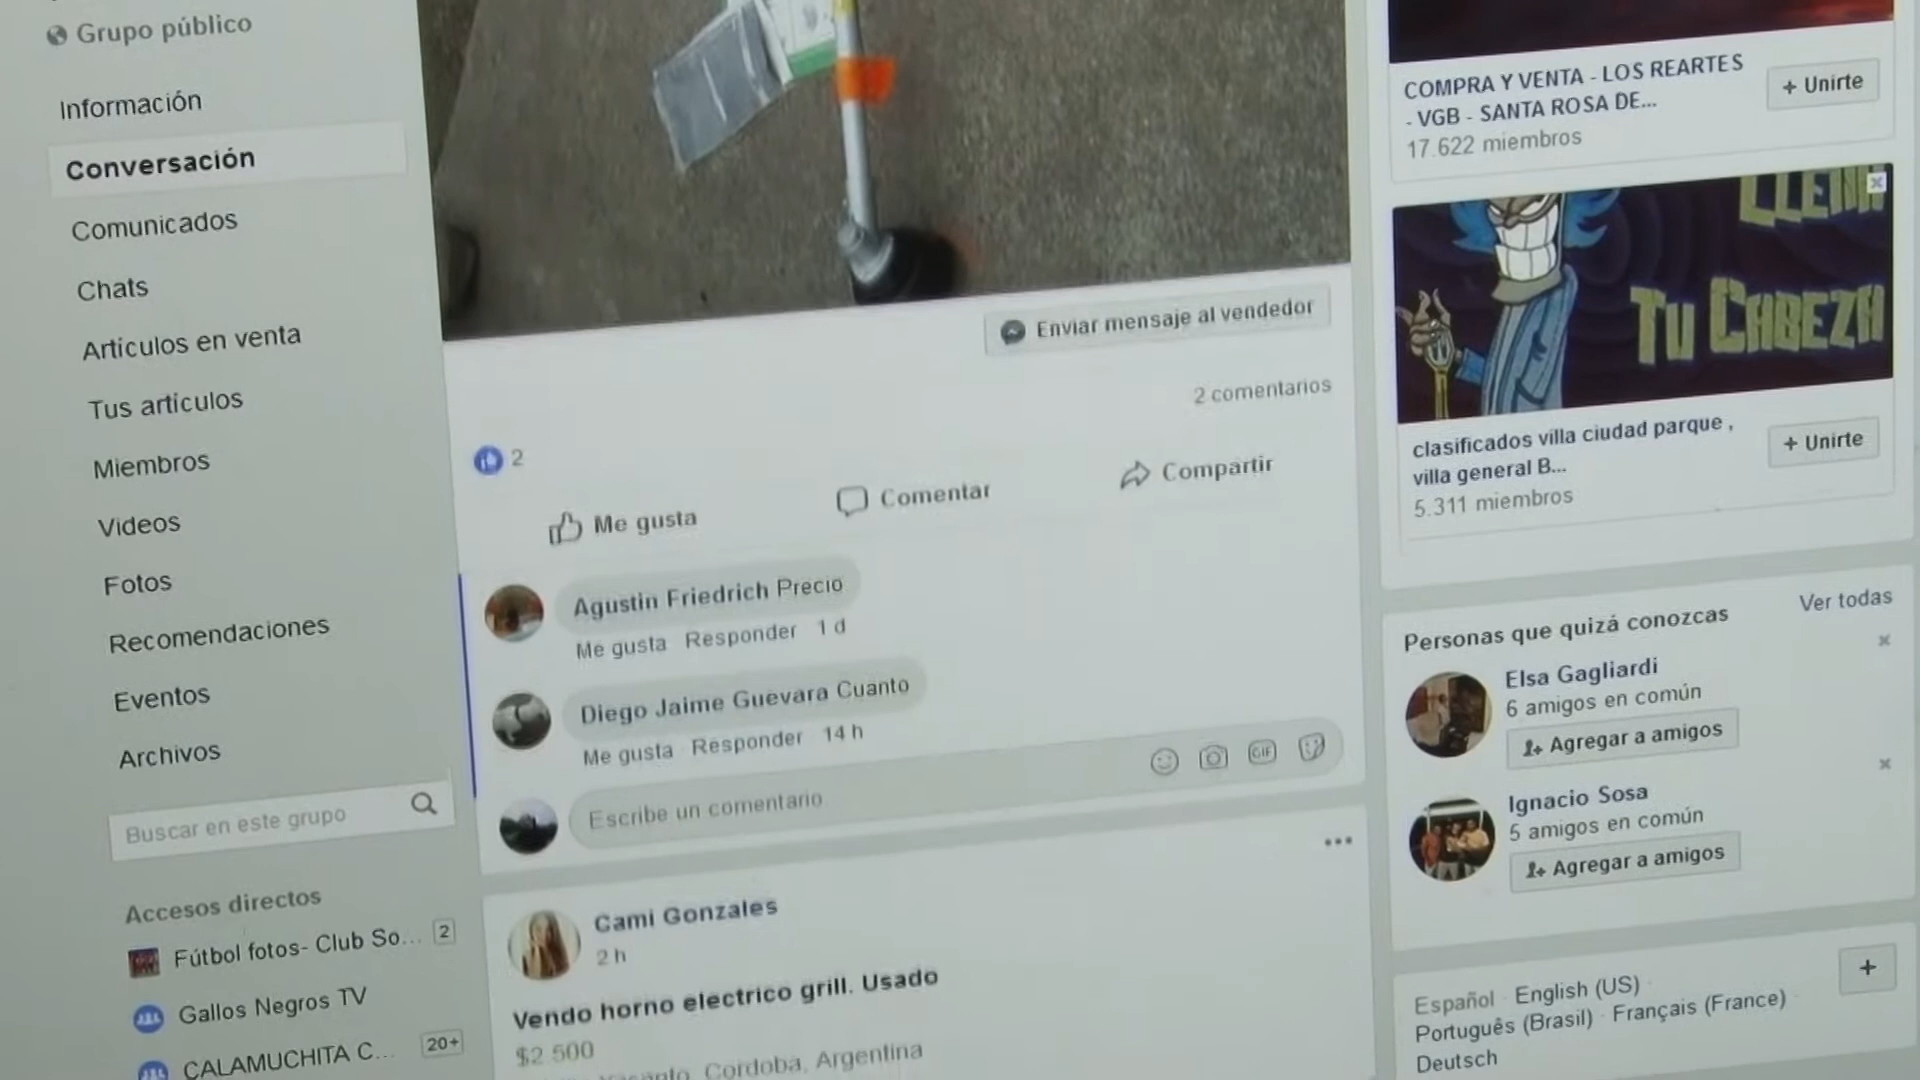 Grupo público
Información
Conversación
Comunicados
Chats
Artículos en venta
Tus artículos
Miembros
Videos
Fotos
Recomendaciones
Eventos
Archivos
Buscar en este grupo
Accesos directos
Fútbol fotos- Club So... 2
Gallos Negros TV
CALAMUCHITA C... 20+
Enviar mensaje al vendedor
2 comentarios
2
Me gusta Comentar Compartir
Agustin Friedrich Precio
Me gusta Responder 1 d
Diego Jaime Guevara Cuanto
Me gusta Responder 14 h
GIF
Escribe un comentario
Cami Gonzales
2 h
Vendo horno electrico grill. Usado
$2.500
Cordoba, Argentina
COMPRA Y VENTA - LOS REARTES
- VGB - SANTA ROSA DE...
17.622 miembros
+ Unirte
TU CABEZA
clasificados villa ciudad parque ,
villa general B...
5.311 miembros
+ Unirte
Personas que quizá conozcas Ver todas
Elsa Gagliardi
6 amigos en común
Agregar a amigos
Ignacio Sosa
5 amigos en común
Agregar a amigos
Español · English (US) ·
Português (Brasil) · Français (France) ·
Deutsch
+